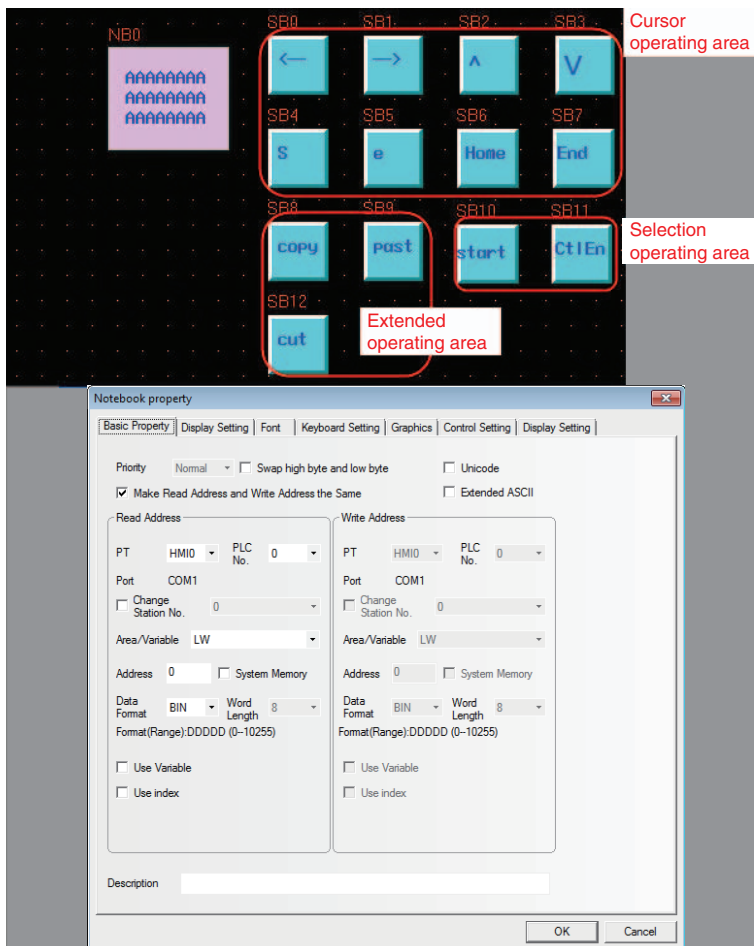 SB0 SB1 SB2 SB3
Cursor
operating area
NB0
<— —> ^ V
AAAAAAAA
AAAAAAAA
AAAAAAAA
SB4 SB5 SB6 SB7
S e Home End
SB8 SB9 SB10 SB11
Selection
operating area
copy past start CtlEn
SB12
Extended
operating area
cut
Notebook property
Basic Property Display Setting Font Keyboard Setting Graphics Control Setting Display Setting
Priority Normal Swap high byte and low byte Unicode
Make Read Address and Write Address the Same Extended ASCII
Read Address Write Address
PT HMI0 PLC No. 0 PT HMI0 PLC No. 0
Port COM1 Port COM1
Change Station No. 0 Change Station No. 0
Area/Variable LW Area/Variable LW
Address 0 System Memory Address 0 System Memory
Data Format BIN Word Length 8 Data Format BIN Word Length 8
Format(Range):DDDDD (0--10255) Format(Range):DDDDD (0--10255)
Use Variable Use Variable
Use index Use index
Description
OK Cancel